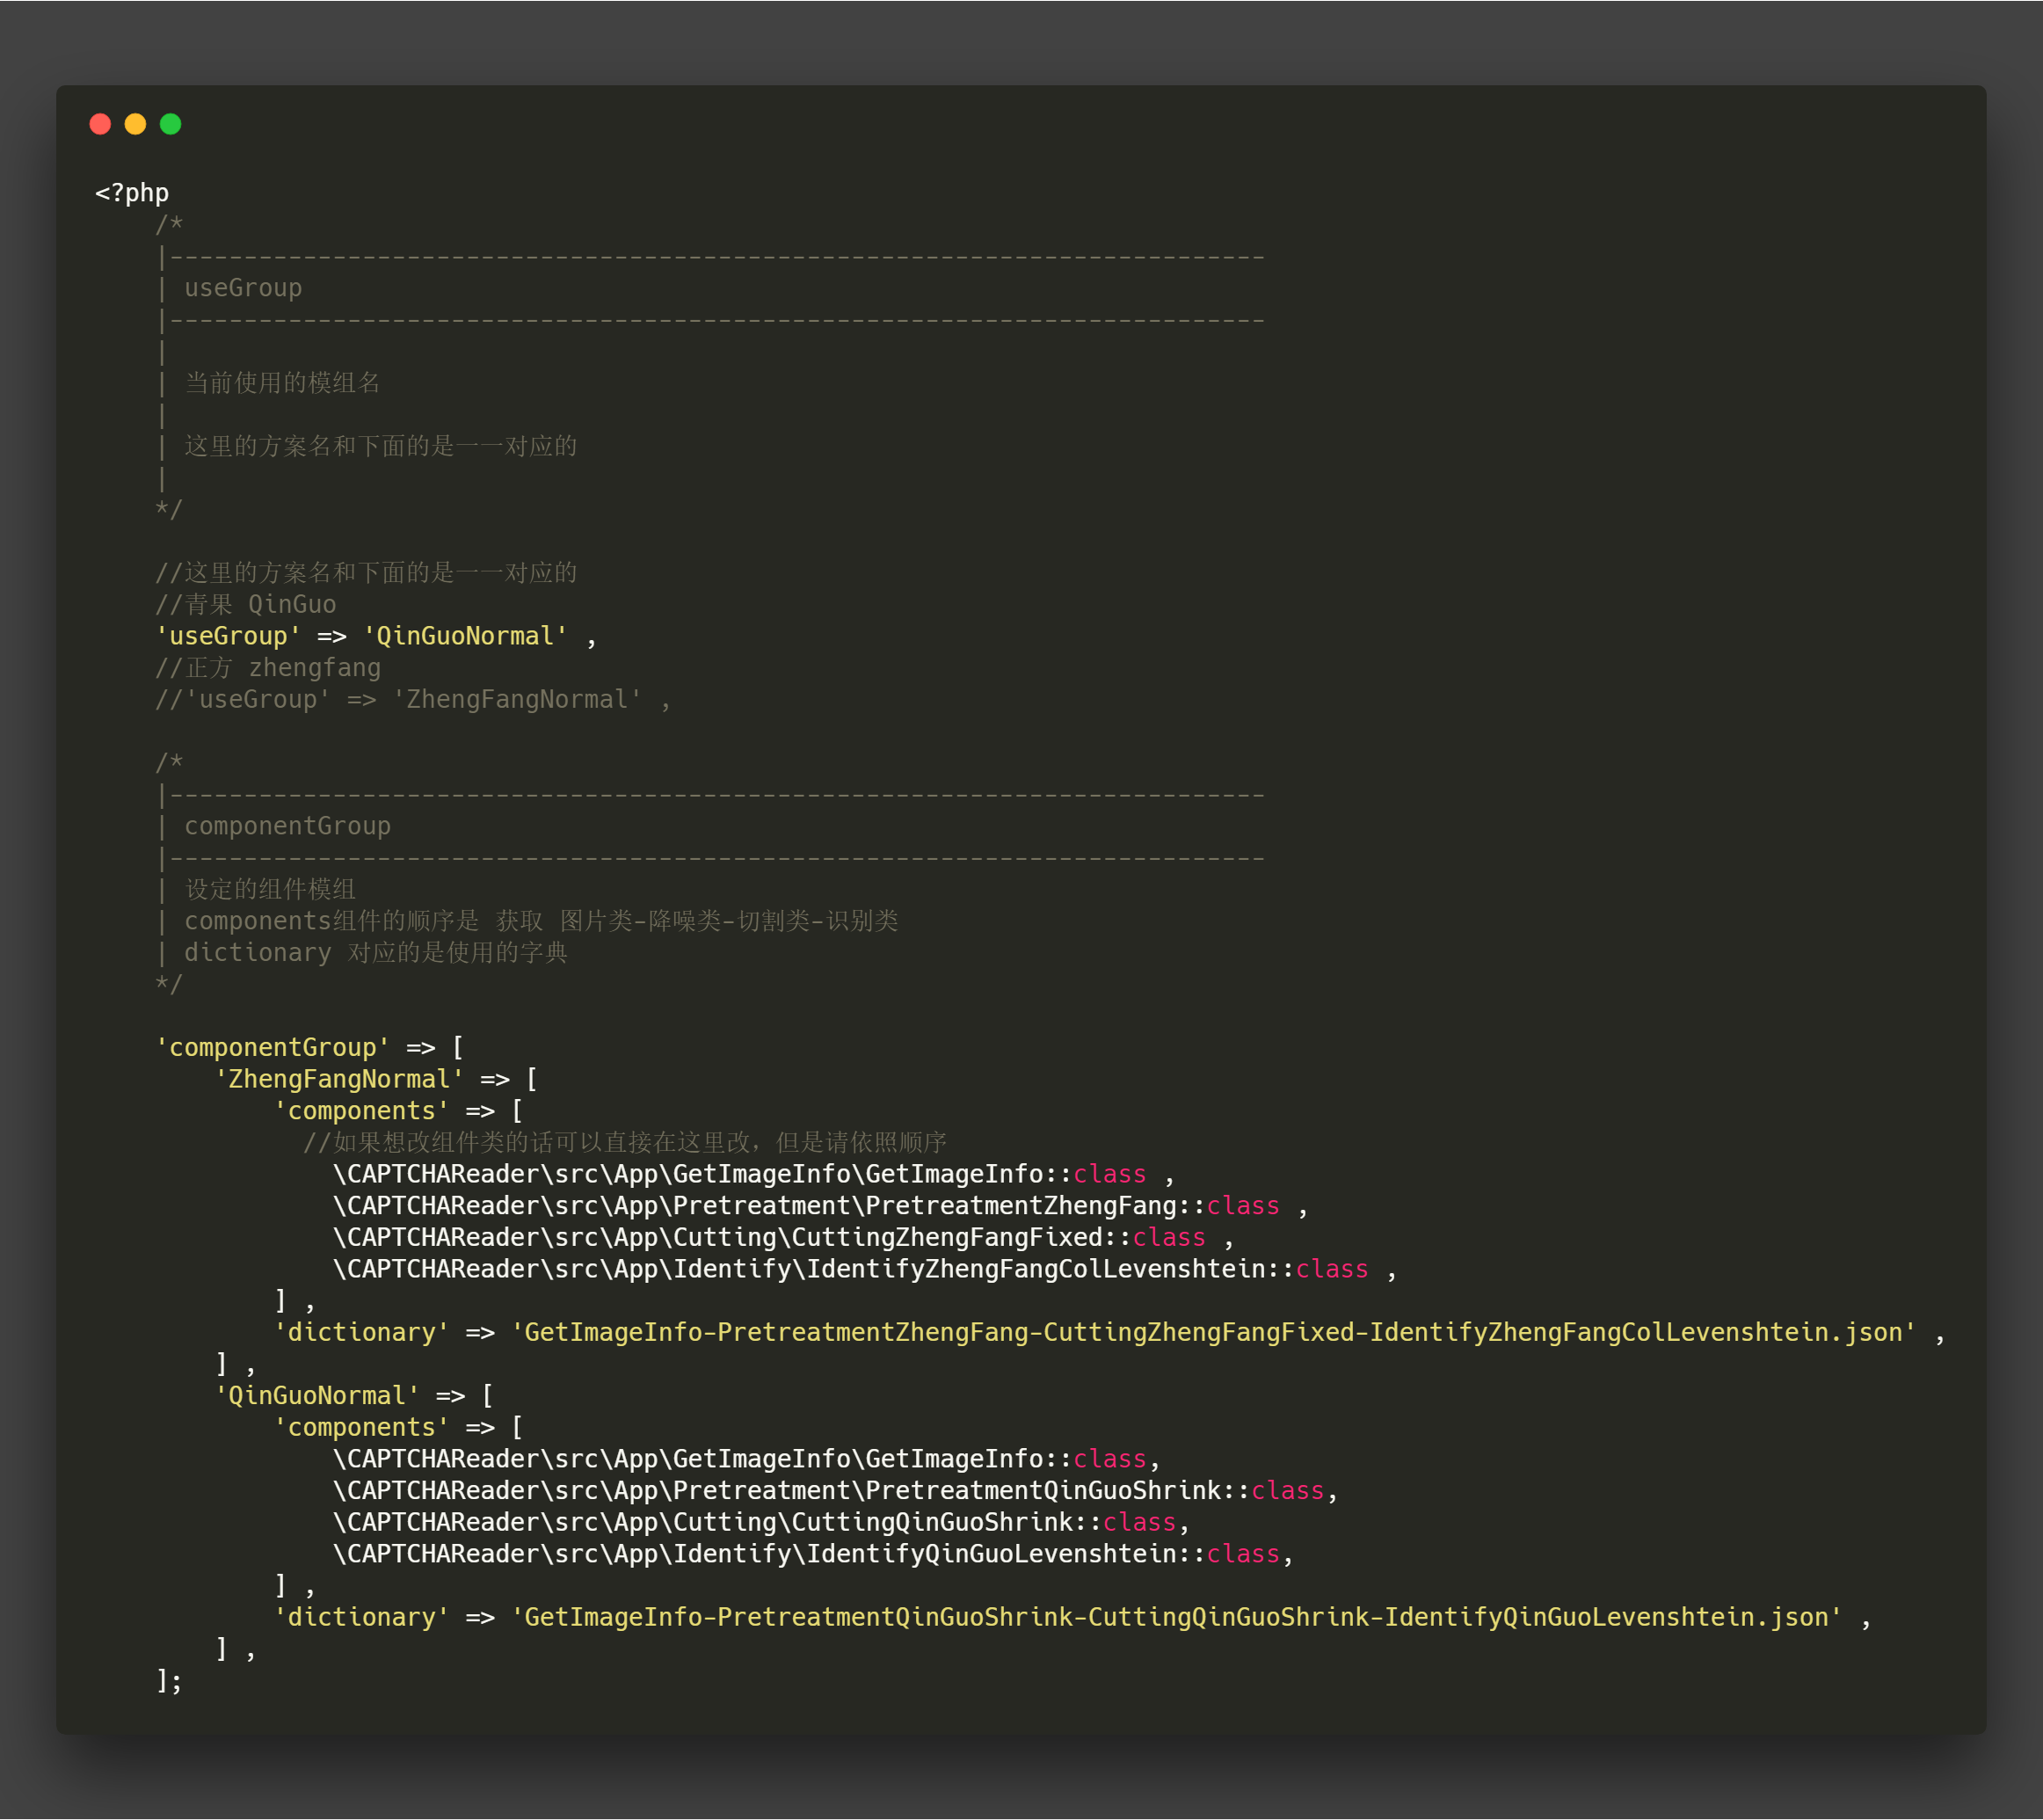 <?php
/*
|--------------------------------------------------------------------------
| useGroup
|--------------------------------------------------------------------------
|
| 当前使用的模组名
|
| 这里的方案名和下面的是一一对应的
|
*/
//这里的方案名和下面的是一一对应的
//青果 QinGuo
'useGroup' => 'QinGuoNormal' ,
//正方 zhengfang
//'useGroup' => 'ZhengFangNormal' ,
/*
|--------------------------------------------------------------------------
| componentGroup
|--------------------------------------------------------------------------
| 设定的组件模组
| components组件的顺序是 获取 图片类-降噪类-切割类-识别类
| dictionary 对应的是使用的字典
*/
'componentGroup' => [
'ZhengFangNormal' => [
'components' => [
//如果想改组件类的话可以直接在这里改，但是请依照顺序
\CAPTCHAReader\src\App\GetImageInfo\GetImageInfo::class ,
\CAPTCHAReader\src\App\Pretreatment\PretreatmentZhengFang::class ,
\CAPTCHAReader\src\App\Cutting\CuttingZhengFangFixed::class ,
\CAPTCHAReader\src\App\Identify\IdentifyZhengFangColLevenshtein::class ,
] ,
'dictionary' => 'GetImageInfo-PretreatmentZhengFang-CuttingZhengFangFixed-IdentifyZhengFangColLevenshtein.json' ,
] ,
'QinGuoNormal' => [
'components' => [
\CAPTCHAReader\src\App\GetImageInfo\GetImageInfo::class,
\CAPTCHAReader\src\App\Pretreatment\PretreatmentQinGuoShrink::class,
\CAPTCHAReader\src\App\Cutting\CuttingQinGuoShrink::class,
\CAPTCHAReader\src\App\Identify\IdentifyQinGuoLevenshtein::class,
] ,
'dictionary' => 'GetImageInfo-PretreatmentQinGuoShrink-CuttingQinGuoShrink-IdentifyQinGuoLevenshtein.json' ,
] ,
];